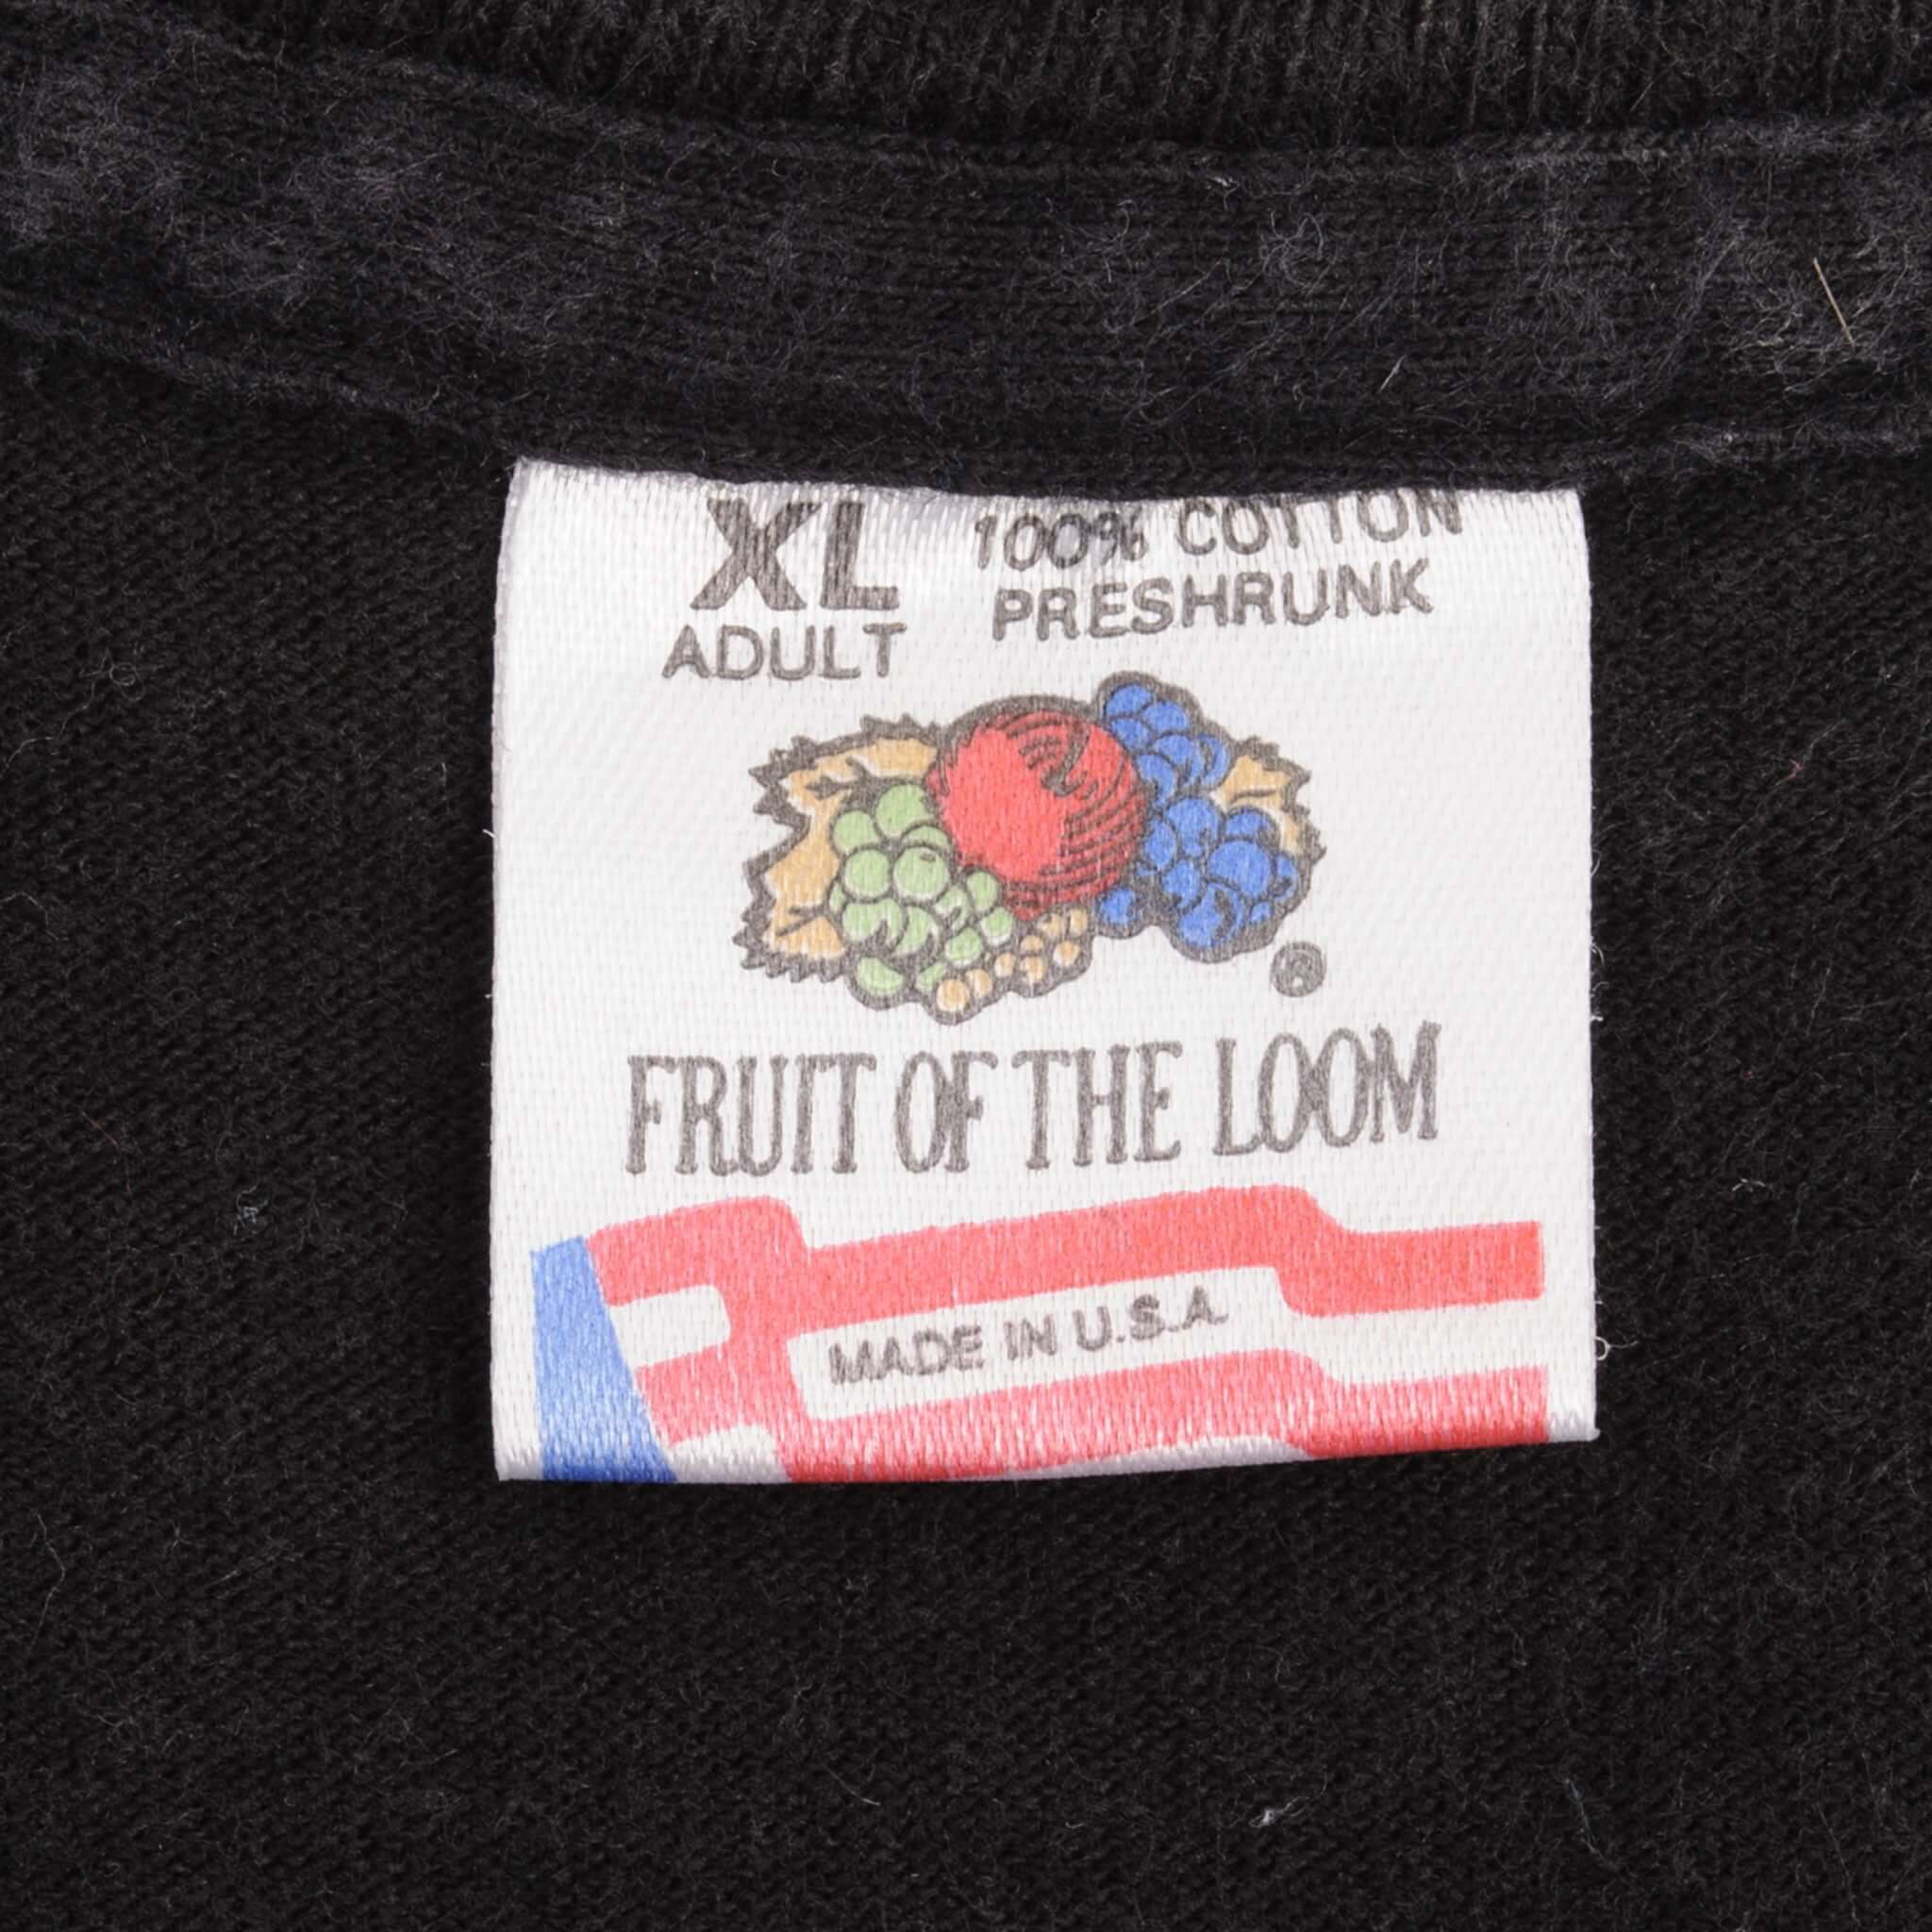 XL
ADULT
100% COTTON
PRESHRUNK
®
FRUIT OF THE LOOM
MADE IN U.S.A.